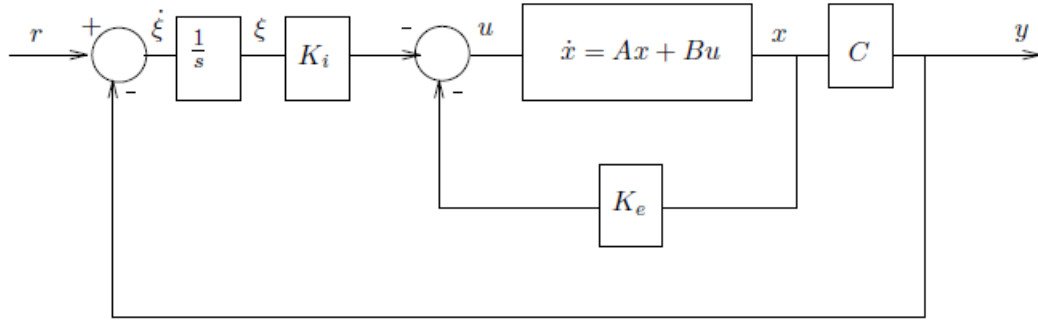 r + ξ̇ 1/s ξ K_i - u ẋ = Ax + Bu x C y
- -
K_e